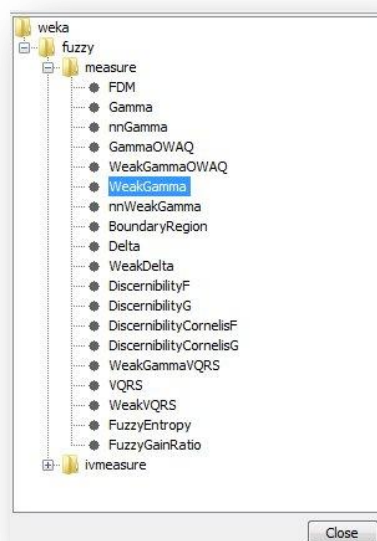 weka
fuzzy
measure
FDM
Gamma
nnGamma
GammaOWAQ
WeakGammaOWAQ
WeakGamma
nnWeakGamma
BoundaryRegion
Delta
WeakDelta
DiscernibilityF
DiscernibilityG
DiscernibilityCornelisF
DiscernibilityCornelisG
WeakGammaVQRS
VQRS
WeakVQRS
FuzzyEntropy
FuzzyGainRatio
ivmeasure
Close